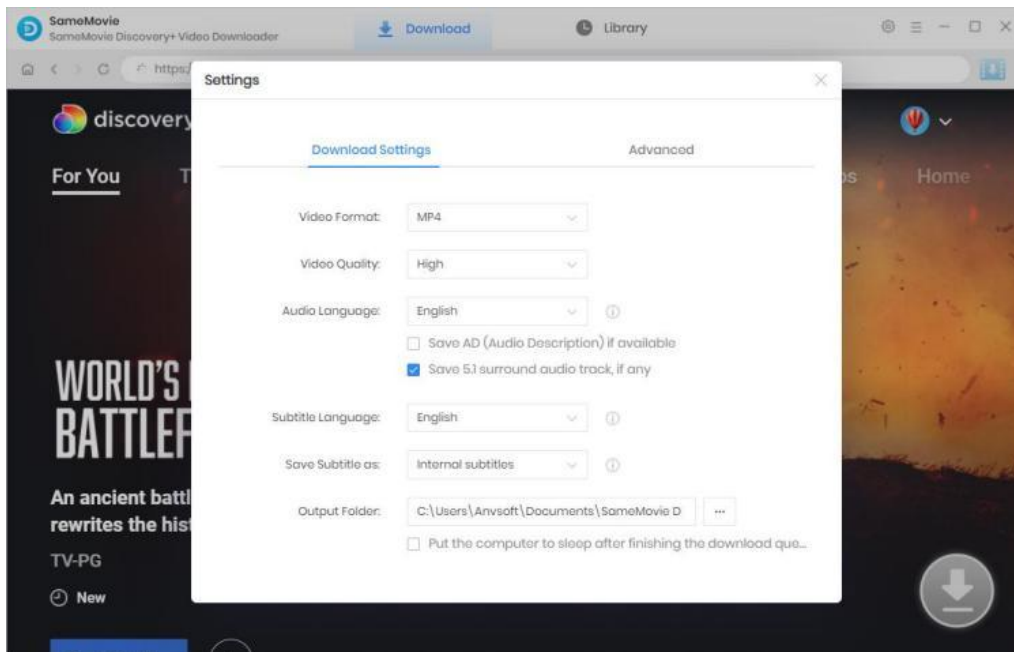 SameMovie
SameMovie Discovery+ Video Downloader
Download
Library
https:/
Settings
discovery
Download Settings
Advanced
For You
T
os
Home
Video Format:
MP4
Video Quality:
High
Audio Language:
English
Save AD (Audio Description) if available
Save 5.1 surround audio track, if any
WORLD'S
BATTLEF
Subtitle Language:
English
Save Subtitle as:
Internal subtitles
An ancient battl
rewrites the hist
Output Folder:
C:\Users\Anvsoft\Documents\SameMovie D
...
Put the computer to sleep after finishing the download que...
TV-PG
New